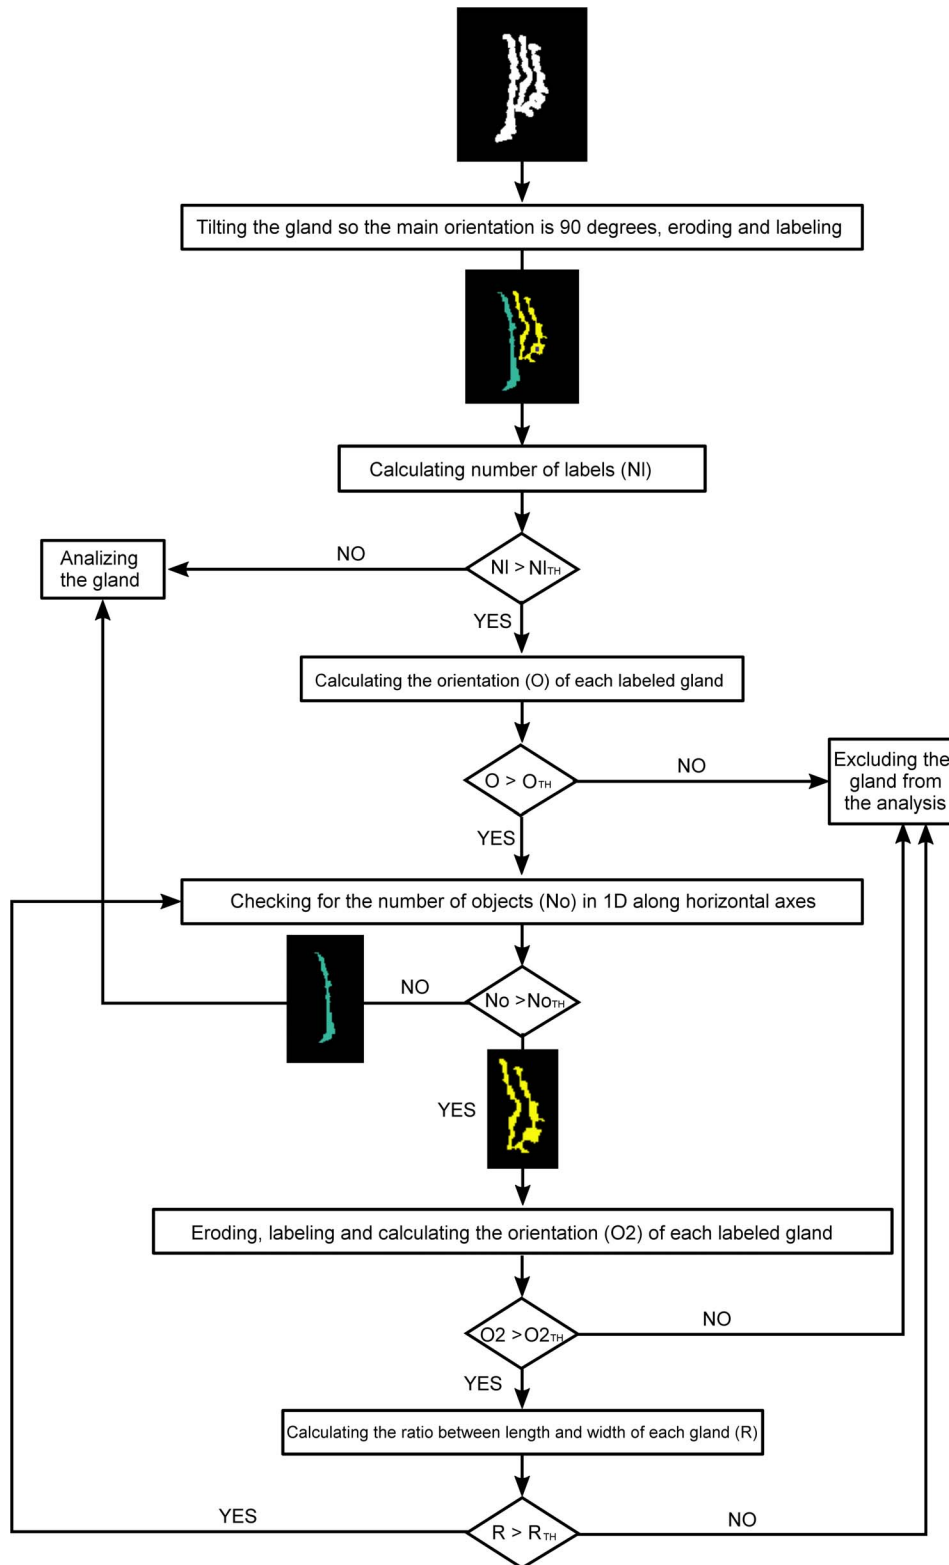 Tilting the gland so the main orientation is 90 degrees, eroding and labeling
Calculating number of labels (Nl)
Analizing
the gland
NO
Nl > NlTH
YES
Calculating the orientation (O) of each labeled gland
O > OTH
NO
Excluding the
gland from
the analysis
YES
Checking for the number of objects (No) in 1D along horizontal axes
NO
No >NoTH
YES
Eroding, labeling and calculating the orientation (O2) of each labeled gland
O2 >O2TH
NO
YES
Calculating the ratio between length and width of each gland (R)
YES
R > RTH
NO